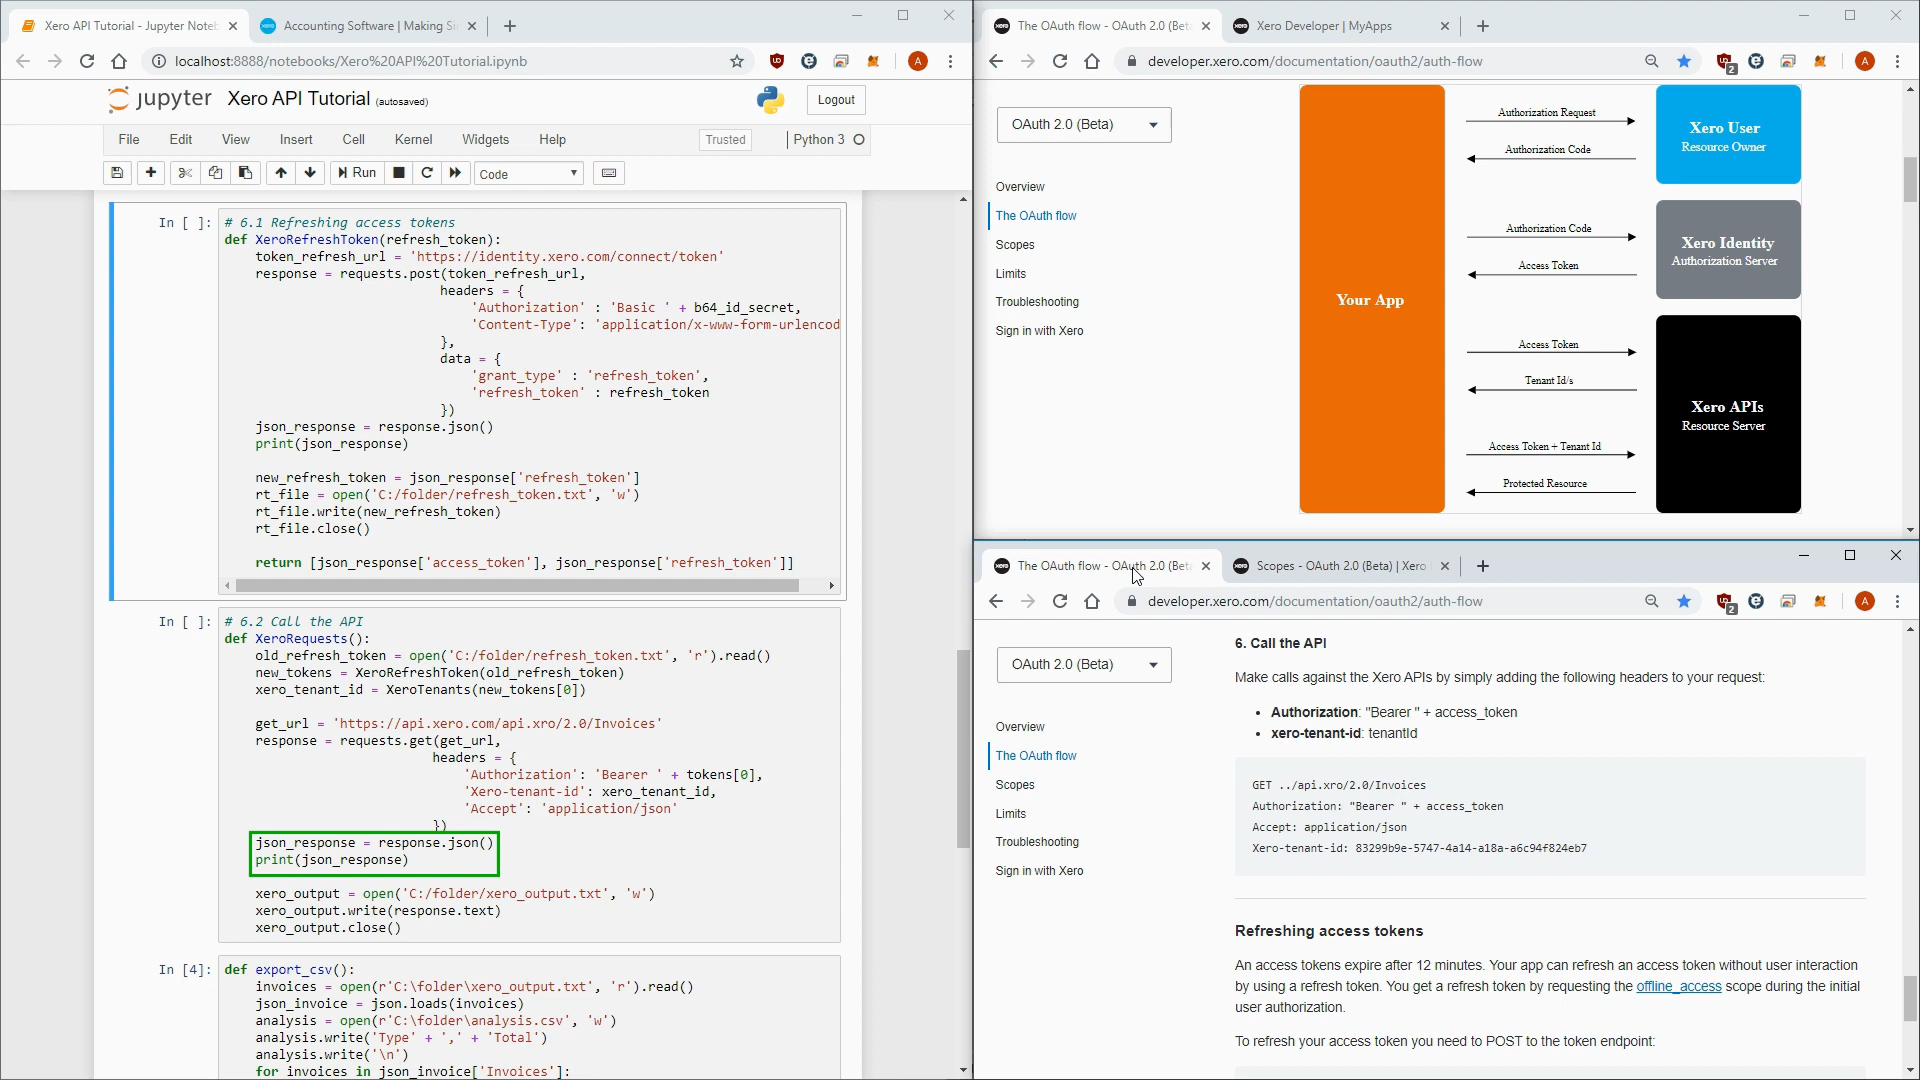 Xero API Tutorial - Jupyter Noteb
Accounting Software | Making Si
localhost:8888/notebooks/Xero%20API%20Tutorial.ipynb
A
jupyter
Xero API Tutorial (autosaved)
Logout
File
Edit
View
Insert
Cell
Kernel
Widgets
Help
Trusted
Python 3
Run
Code
In [ ]:
# 6.1 Refreshing access tokens
def XeroRefreshToken(refresh_token):
token_refresh_url = 'https://identity.xero.com/connect/token'
response = requests.post(token_refresh_url,
headers = {
'Authorization' : 'Basic ' + b64_id_secret,
'Content-Type': 'application/x-www-form-urlencod
},
data = {
'grant_type' : 'refresh_token',
'refresh_token' : refresh_token
})
json_response = response.json()
print(json_response)
new_refresh_token = json_response['refresh_token']
rt_file = open('C:/folder/refresh_token.txt', 'w')
rt_file.write(new_refresh_token)
rt_file.close()
return [json_response['access_token'], json_response['refresh_token']]
In [ ]:
# 6.2 Call the API
def XeroRequests():
old_refresh_token = open('C:/folder/refresh_token.txt', 'r').read()
new_tokens = XeroRefreshToken(old_refresh_token)
xero_tenant_id = XeroTenants(new_tokens[0])
get_url = 'https://api.xero.com/api.xro/2.0/Invoices'
response = requests.get(get_url,
headers = {
'Authorization': 'Bearer ' + tokens[0],
'Xero-tenant-id': xero_tenant_id,
'Accept': 'application/json'
})
json_response = response.json()
print(json_response)
xero_output = open('C:/folder/xero_output.txt', 'w')
xero_output.write(response.text)
xero_output.close()
In [4]:
def export_csv():
invoices = open(r'C:\folder\xero_output.txt', 'r').read()
json_invoice = json.loads(invoices)
analysis = open(r'C:\folder\analysis.csv', 'w')
analysis.write('Type' + ',' + 'Total')
analysis.write('\n')
for invoices in json_invoice['Invoices']:
The OAuth flow - OAuth 2.0 (Beta
Xero Developer | MyApps
developer.xero.com/documentation/oauth2/auth-flow
2
A
OAuth 2.0 (Beta)
Overview
The OAuth flow
Scopes
Limits
Troubleshooting
Sign in with Xero
Your App
Authorization Request
Authorization Code
Xero User
Resource Owner
Authorization Code
Access Token
Xero Identity
Authorization Server
Access Token
Tenant Id/s
Xero APIs
Resource Server
Access Token + Tenant Id
Protected Resource
The OAuth flow - OAuth 2.0 (Beta
Scopes - OAuth 2.0 (Beta) | Xero
developer.xero.com/documentation/oauth2/auth-flow
2
A
OAuth 2.0 (Beta)
Overview
The OAuth flow
Scopes
Limits
Troubleshooting
Sign in with Xero
6. Call the API
Make calls against the Xero APIs by simply adding the following headers to your request:
• Authorization: "Bearer " + access_token
• xero-tenant-id: tenantId
GET ../api.xro/2.0/Invoices
Authorization: "Bearer " + access_token
Accept: application/json
Xero-tenant-id: 83299b9e-5747-4a14-a18a-a6c94f824eb7
Refreshing access tokens
An access tokens expire after 12 minutes. Your app can refresh an access token without user interaction
by using a refresh token. You get a refresh token by requesting the offline_access scope during the initial
user authorization.
To refresh your access token you need to POST to the token endpoint: